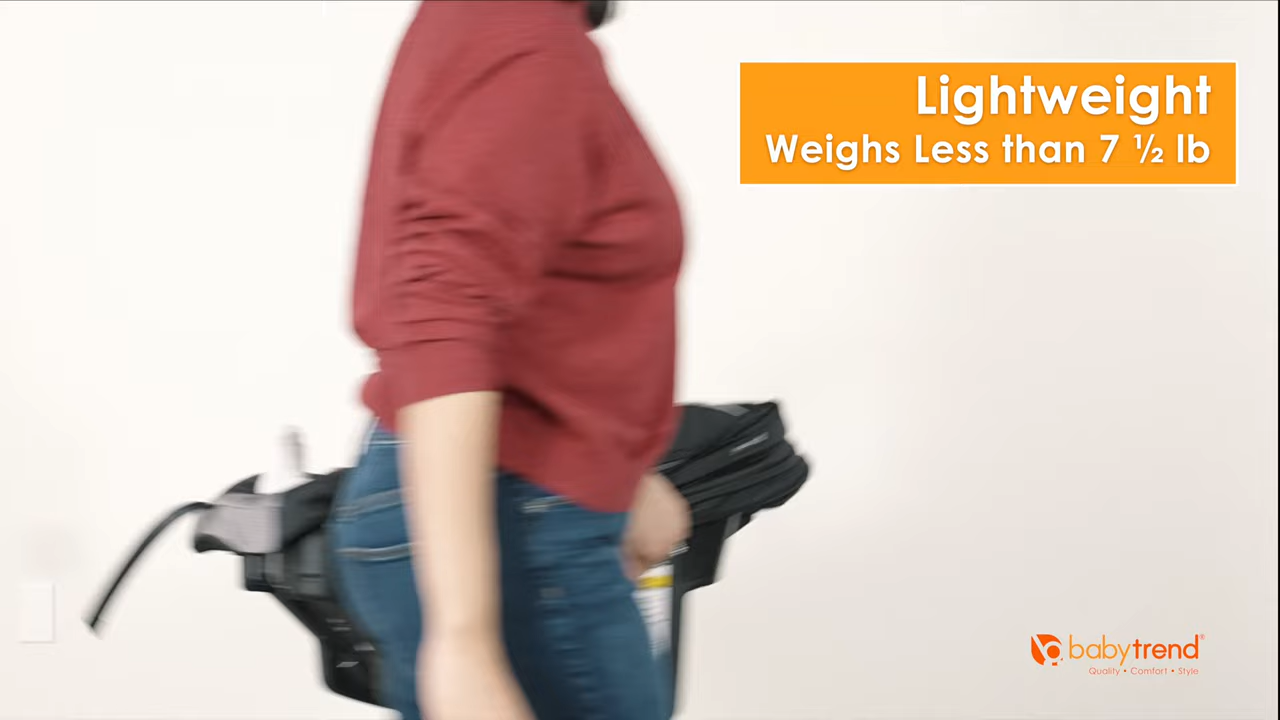 Lightweight
Weighs Less than 7 ½ lb
babytrend®
Quality • Comfort • Style